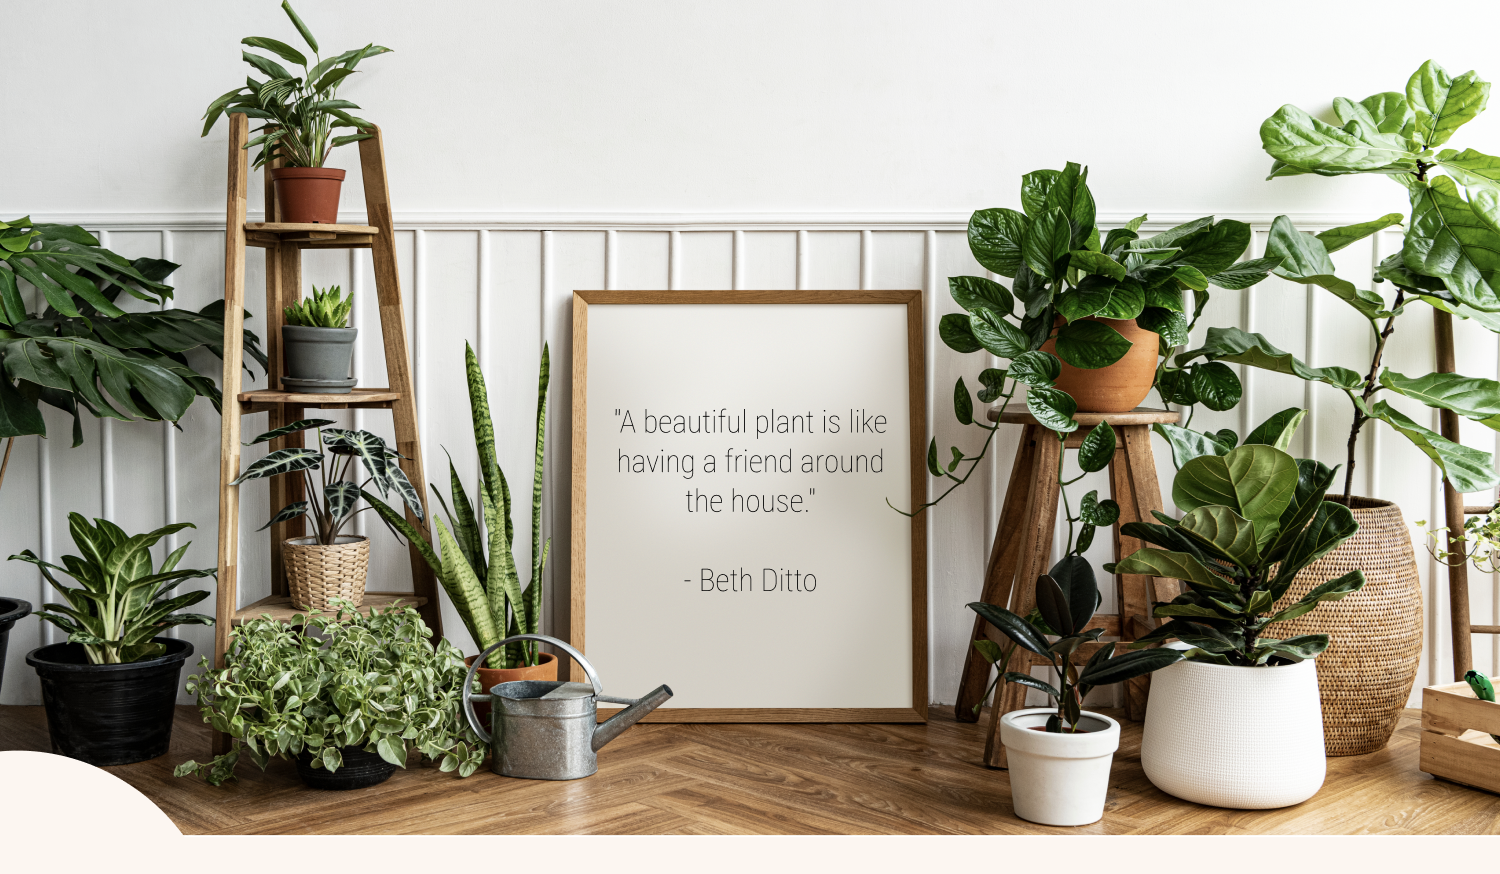 "A beautiful plant is like
having a friend around
the house."
- Beth Ditto